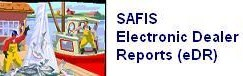 SAFIS
Electronic Dealer
Reports (eDR)